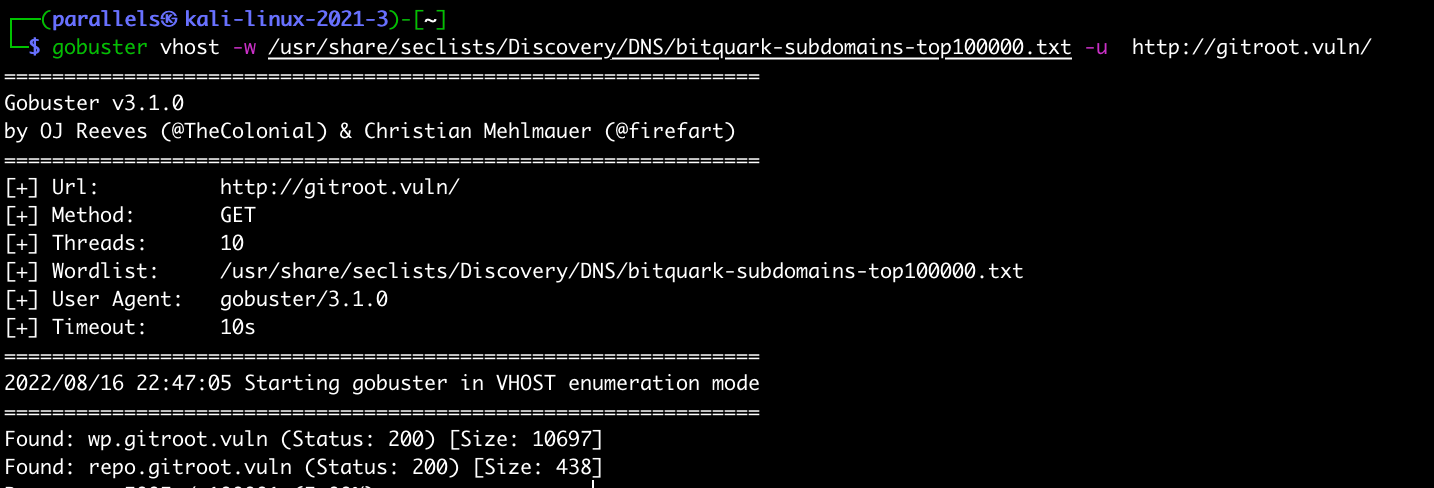 ┌──(parallels㉿kali-linux-2021-3)-[~]
└─$ gobuster vhost -w /usr/share/seclists/Discovery/DNS/bitquark-subdomains-top100000.txt -u  http://gitroot.vuln/
===============================================================
Gobuster v3.1.0
by OJ Reeves (@TheColonial) & Christian Mehlmauer (@firefart)
===============================================================
[+] Url:          http://gitroot.vuln/
[+] Method:       GET
[+] Threads:      10
[+] Wordlist:     /usr/share/seclists/Discovery/DNS/bitquark-subdomains-top100000.txt
[+] User Agent:   gobuster/3.1.0
[+] Timeout:      10s
===============================================================
2022/08/16 22:47:05 Starting gobuster in VHOST enumeration mode
===============================================================
Found: wp.gitroot.vuln (Status: 200) [Size: 10697]
Found: repo.gitroot.vuln (Status: 200) [Size: 438]